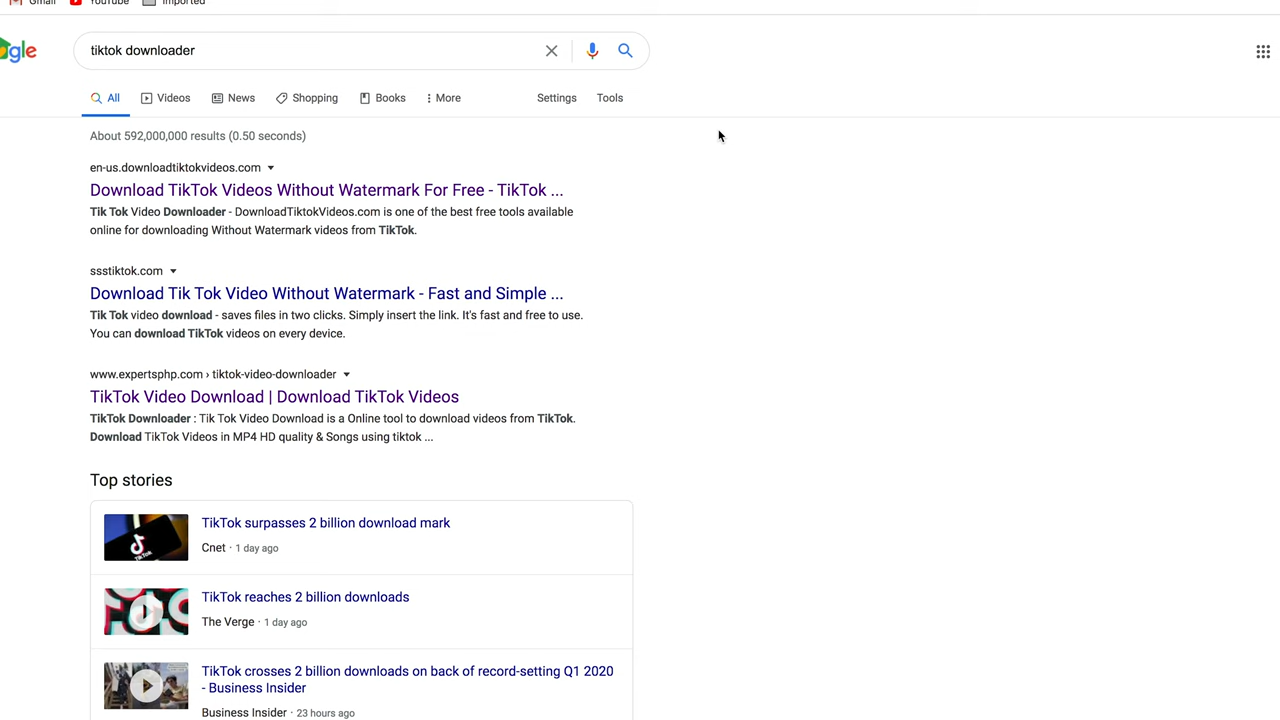 Gmail YouTube Imported
gle
tiktok downloader
All Videos News Shopping Books More Settings Tools
About 592,000,000 results (0.50 seconds)
en-us.downloadtiktokvideos.com
Download TikTok Videos Without Watermark For Free - TikTok ...
Tik Tok Video Downloader - DownloadTiktokVideos.com is one of the best free tools available
online for downloading Without Watermark videos from TikTok.
ssstiktok.com
Download Tik Tok Video Without Watermark - Fast and Simple ...
Tik Tok video download - saves files in two clicks. Simply insert the link. It's fast and free to use.
You can download TikTok videos on every device.
www.expertsphp.com › tiktok-video-downloader
TikTok Video Download | Download TikTok Videos
TikTok Downloader : Tik Tok Video Download is a Online tool to download videos from TikTok.
Download TikTok Videos in MP4 HD quality & Songs using tiktok ...
Top stories
TikTok surpasses 2 billion download mark
Cnet · 1 day ago
TikTok reaches 2 billion downloads
The Verge · 1 day ago
TikTok crosses 2 billion downloads on back of record-setting Q1 2020
- Business Insider
Business Insider · 23 hours ago